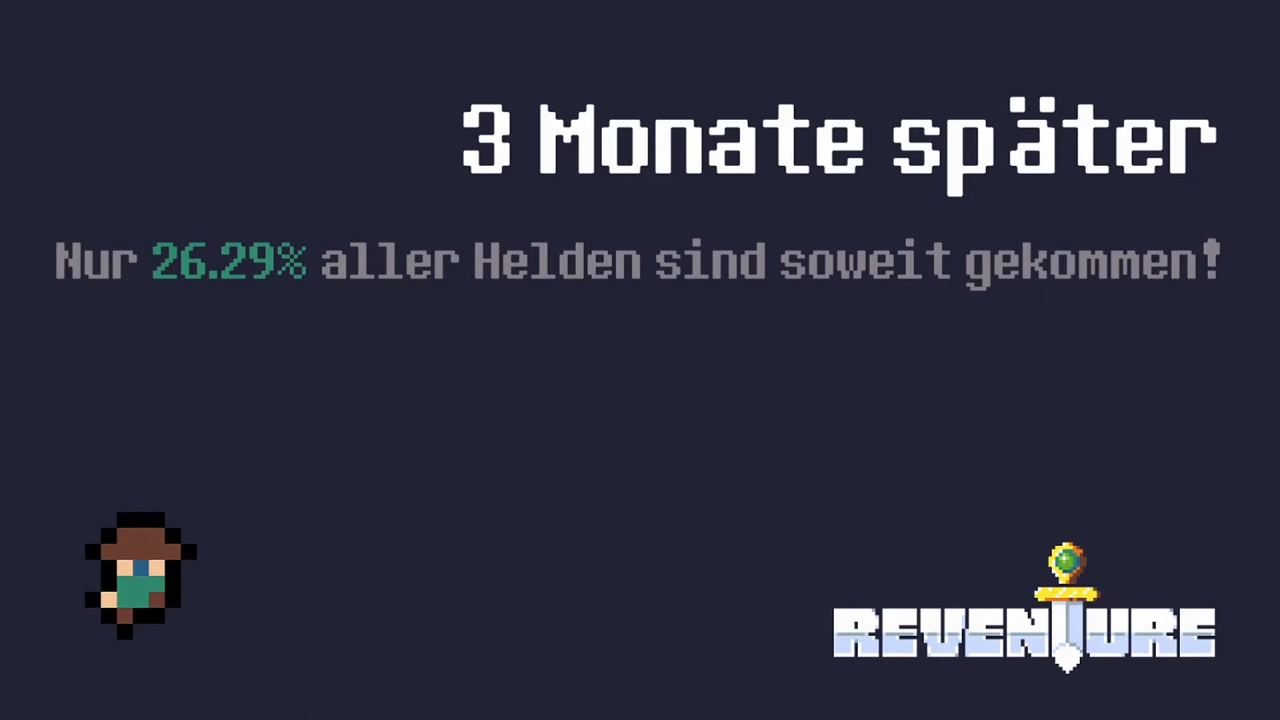 3 Monate später
Nur 26.29% aller Helden sind soweit gekommen!
REVENTURE